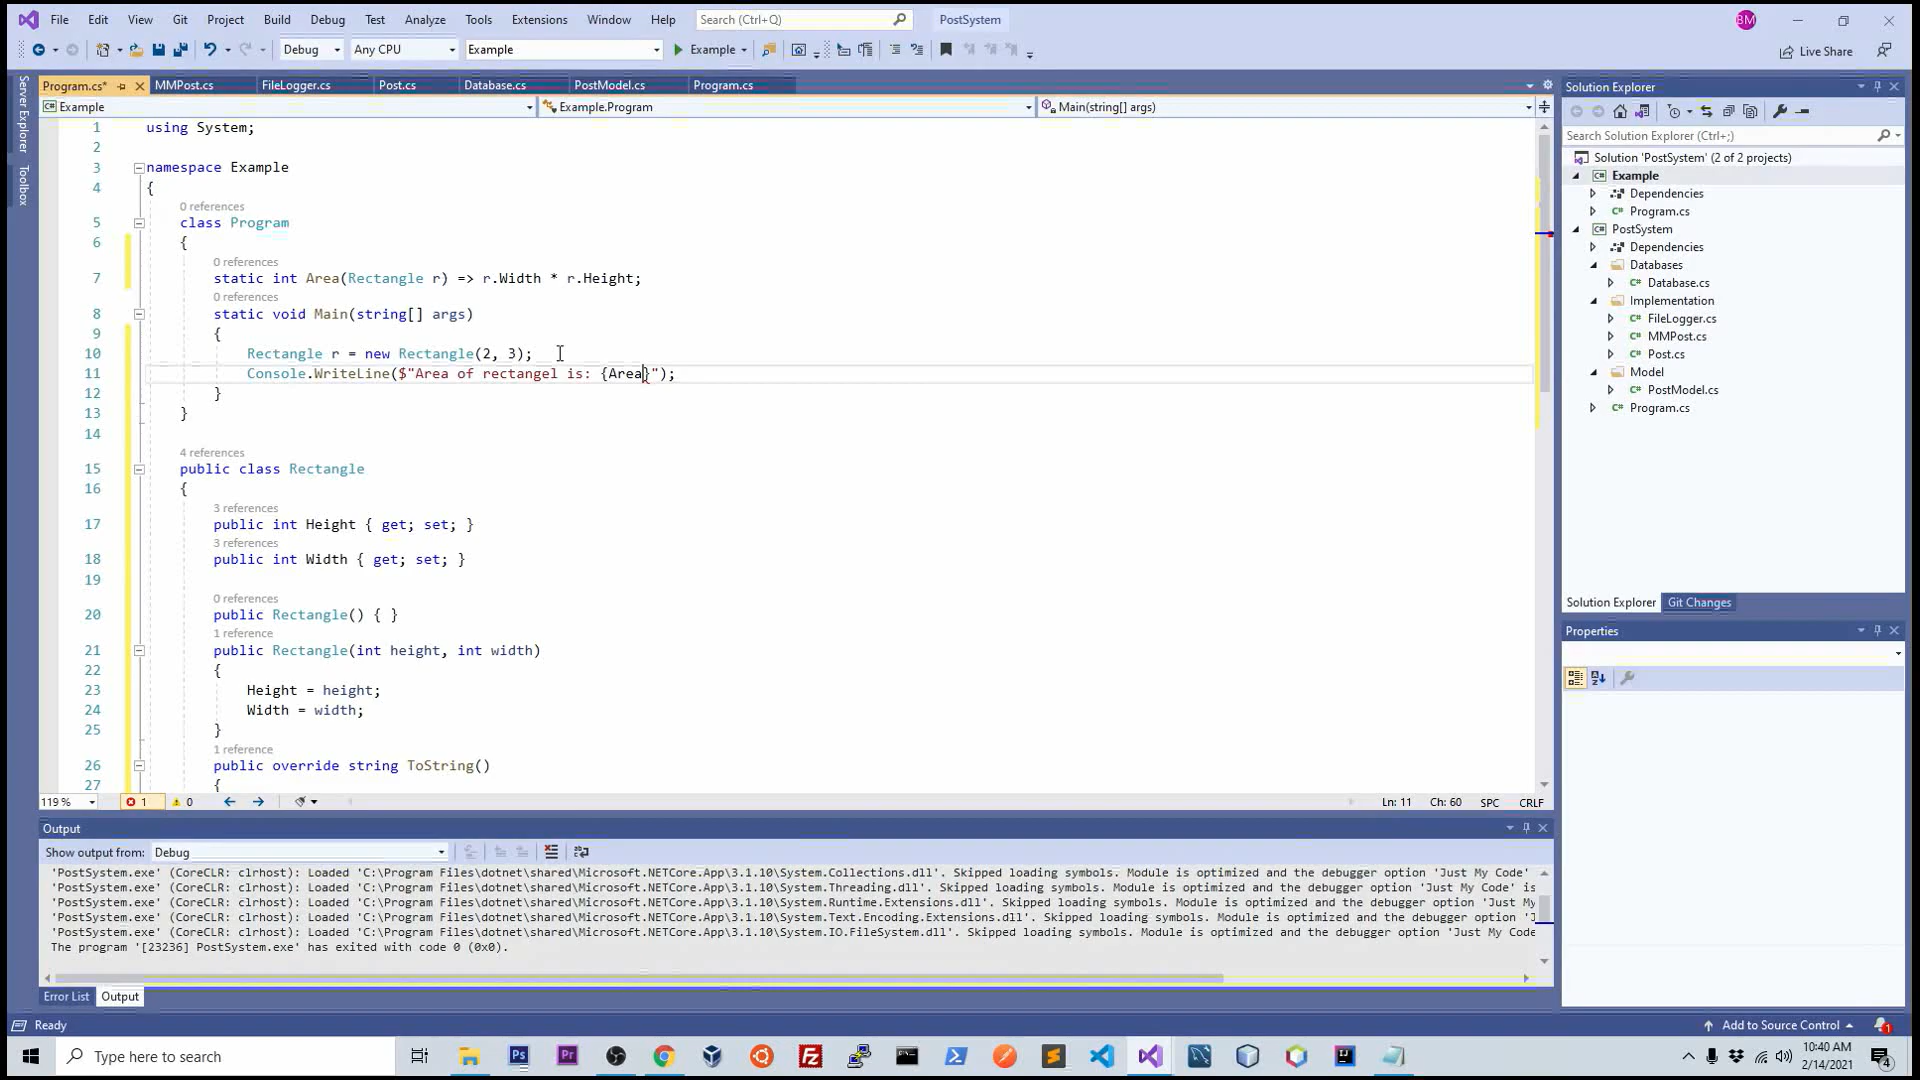 File Edit View Git Project Build Debug Test Analyze Tools Extensions Window Help Search (Ctrl+Q) PostSystem BM
Debug Any CPU Example Example Live Share
Server Explorer
Toolbox
Program.cs* MMPost.cs FileLogger.cs Post.cs Database.cs PostModel.cs Program.cs
Example Example.Program Main(string[] args)
1 using System;
2
3 namespace Example
4 {
0 references
5 class Program
6 {
0 references
7 static int Area(Rectangle r) => r.Width * r.Height;
0 references
8 static void Main(string[] args)
9 {
10 Rectangle r = new Rectangle(2, 3);
11 Console.WriteLine($"Area of rectangel is: {Area}");
12 }
13 }
14
4 references
15 public class Rectangle
16 {
3 references
17 public int Height { get; set; }
3 references
18 public int Width { get; set; }
19
0 references
20 public Rectangle() { }
1 reference
21 public Rectangle(int height, int width)
22 {
23 Height = height;
24 Width = width;
25 }
1 reference
26 public override string ToString()
27 {
119 % 1 0 Ln: 11 Ch: 60 SPC CRLF
Output
Show output from: Debug
'PostSystem.exe' (CoreCLR: clrhost): Loaded 'C:\Program Files\dotnet\shared\Microsoft.NETCore.App\3.1.10\System.Collections.dll'. Skipped loading symbols. Module is optimized and the debugger option 'Just My Code'
'PostSystem.exe' (CoreCLR: clrhost): Loaded 'C:\Program Files\dotnet\shared\Microsoft.NETCore.App\3.1.10\System.Threading.dll'. Skipped loading symbols. Module is optimized and the debugger option 'Just My Code' is
'PostSystem.exe' (CoreCLR: clrhost): Loaded 'C:\Program Files\dotnet\shared\Microsoft.NETCore.App\3.1.10\System.Runtime.Extensions.dll'. Skipped loading symbols. Module is optimized and the debugger option 'Just My
'PostSystem.exe' (CoreCLR: clrhost): Loaded 'C:\Program Files\dotnet\shared\Microsoft.NETCore.App\3.1.10\System.Text.Encoding.Extensions.dll'. Skipped loading symbols. Module is optimized and the debugger option 'J
'PostSystem.exe' (CoreCLR: clrhost): Loaded 'C:\Program Files\dotnet\shared\Microsoft.NETCore.App\3.1.10\System.IO.FileSystem.dll'. Skipped loading symbols. Module is optimized and the debugger option 'Just My Code
The program '[23236] PostSystem.exe' has exited with code 0 (0x0).
Error List Output
Solution Explorer
Search Solution Explorer (Ctrl+;)
Solution 'PostSystem' (2 of 2 projects)
Example
Dependencies
Program.cs
PostSystem
Dependencies
Databases
Database.cs
Implementation
FileLogger.cs
MMPost.cs
Post.cs
Model
PostModel.cs
Program.cs
Solution Explorer Git Changes
Properties
Ready Add to Source Control 1
Type here to search
10:40 AM
2/14/2021
4